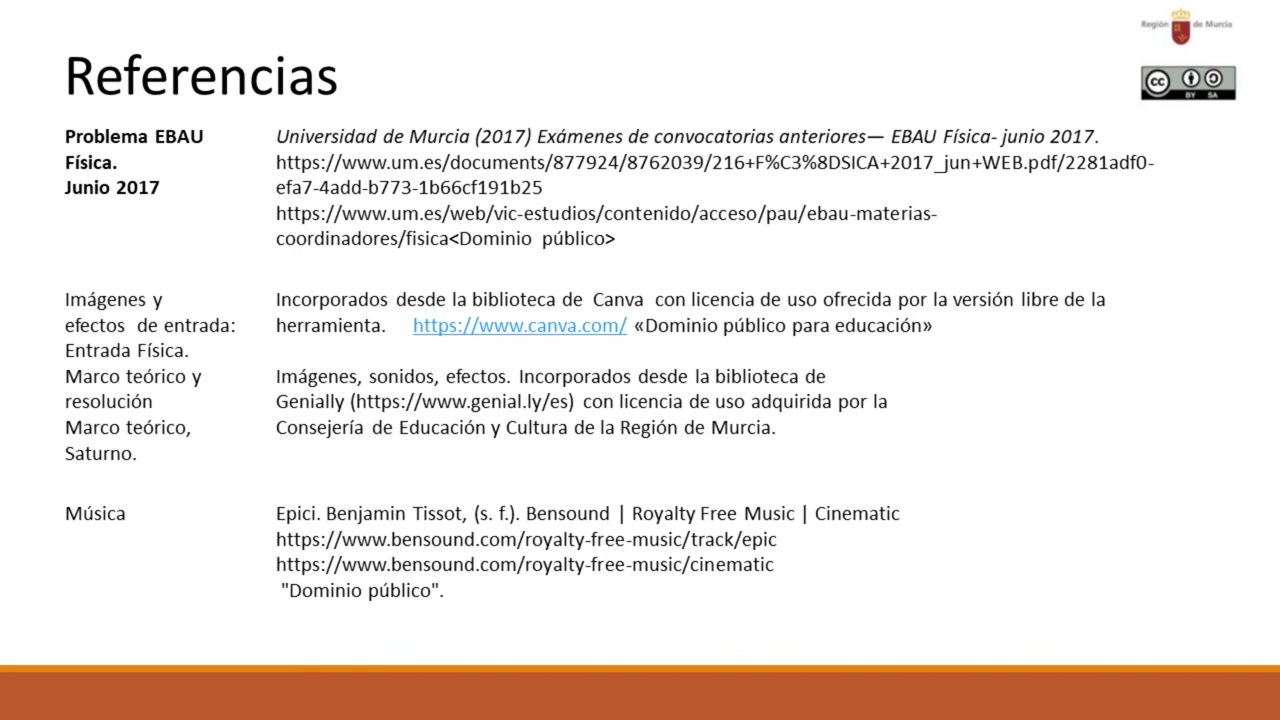 Región de Murcia
Referencias
CC BY SA
Problema EBAU
Física.
Junio 2017
Universidad de Murcia (2017) Exámenes de convocatorias anteriores— EBAU Física- junio 2017.
https://www.um.es/documents/877924/8762039/216+F%C3%8DSICA+2017_jun+WEB.pdf/2281adf0-
efa7-4add-b773-1b66cf191b25
https://www.um.es/web/vic-estudios/contenido/acceso/pau/ebau-materias-
coordinadores/fisica<Dominio público>
Imágenes y
efectos de entrada:
Entrada Física.
Incorporados desde la biblioteca de Canva con licencia de uso ofrecida por la versión libre de la
herramienta. https://www.canva.com/ «Dominio público para educación»
Marco teórico y
resolución
Marco teórico,
Saturno.
Imágenes, sonidos, efectos. Incorporados desde la biblioteca de
Genially (https://www.genial.ly/es) con licencia de uso adquirida por la
Consejería de Educación y Cultura de la Región de Murcia.
Música
Epici. Benjamin Tissot, (s. f.). Bensound | Royalty Free Music | Cinematic
https://www.bensound.com/royalty-free-music/track/epic
https://www.bensound.com/royalty-free-music/cinematic
"Dominio público".